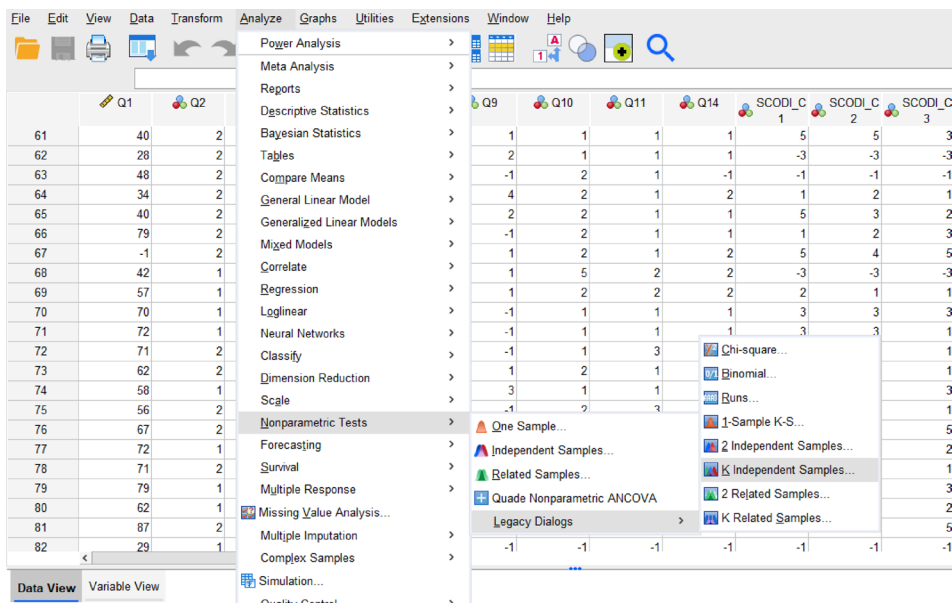 File Edit View Data Transform Analyze Graphs Utilities Extensions Window Help
Power Analysis
Meta Analysis
Reports
Descriptive Statistics
Bayesian Statistics
Tables
Compare Means
General Linear Model
Generalized Linear Models
Mixed Models
Correlate
Regression
Loglinear
Neural Networks
Classify
Dimension Reduction
Scale
Nonparametric Tests
Forecasting
Survival
Multiple Response
Missing Value Analysis...
Multiple Imputation
Complex Samples
Simulation...
One Sample...
Independent Samples...
Related Samples...
Quade Nonparametric ANCOVA
Legacy Dialogs
Chi-square...
Binomial...
Runs...
1-Sample K-S...
2 Independent Samples...
K Independent Samples...
2 Related Samples...
K Related Samples...
Q1 Q2 Q9 Q10 Q11 Q14 SCODI_C1 SCODI_C2 SCODI_C3
61 40 2 1 1 1 1 5 5 3
62 28 2 2 1 1 1 -3 -3 -3
63 48 2 -1 2 1 -1 -1 -1 -1
64 34 2 4 2 1 2 1 2 1
65 40 2 2 2 1 1 5 3 2
66 79 2 -1 2 1 1 1 2 3
67 -1 2 1 2 1 2 5 4 5
68 42 1 1 5 2 2 -3 -3 -3
69 57 1 1 2 2 2 2 1 1
70 70 1 -1 1 1 1 3 3 3
71 72 1 -1 1 1 1 3 3 1
72 71 2 -1 1 3 1
73 62 2 1 2 1 1
74 58 1 3 1 1 3
75 56 2 -1 2 3 1
76 67 2 5
77 72 1 2
78 71 2 1
79 79 1 3
80 62 1 2
81 87 2 5
82 29 1 -1 -1 -1 -1 -1 -1 -1
Data View Variable View